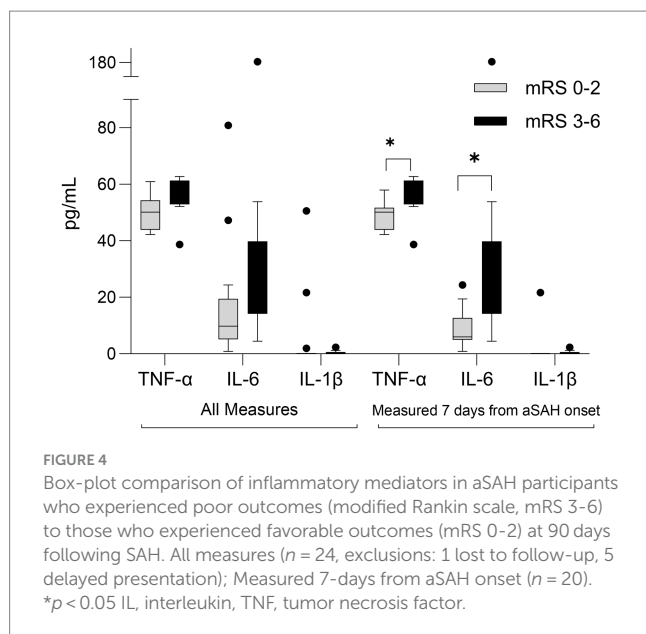 180
80
60
40
20
0
pg/mL
mRS 0-2
mRS 3-6
*
*
TNF-α IL-6 IL-1β TNF-α IL-6 IL-1β
All Measures Measured 7 days from aSAH onset
FIGURE 4
Box-plot comparison of inflammatory mediators in aSAH participants
who experienced poor outcomes (modified Rankin scale, mRS 3-6)
to those who experienced favorable outcomes (mRS 0-2) at 90 days
following SAH. All measures (n = 24, exclusions: 1 lost to follow-up, 5
delayed presentation); Measured 7-days from aSAH onset (n = 20).
*p < 0.05 IL, interleukin, TNF, tumor necrosis factor.